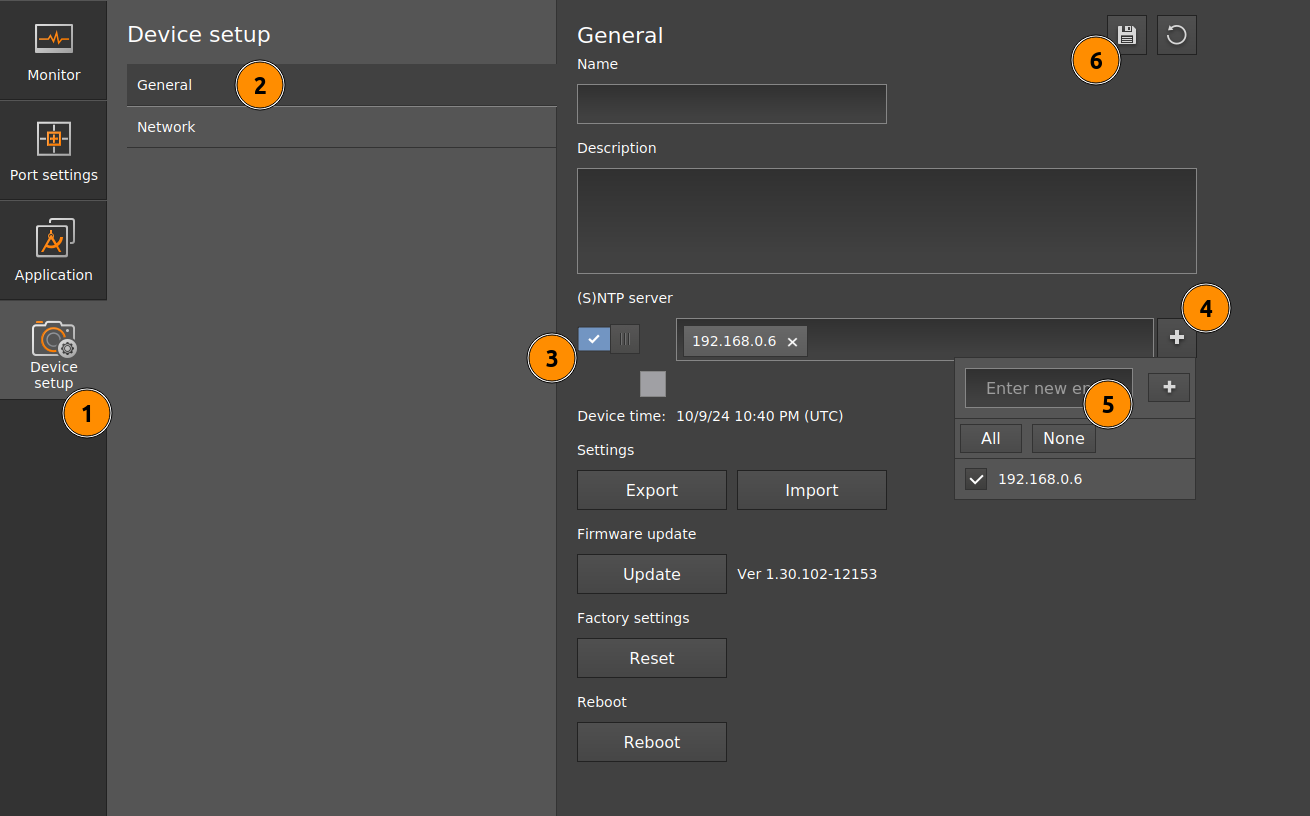 Monitor
Port settings
Application
Device
setup
1
Device setup
General
2
Network
General
6
Name
Description
(S)NTP server
4
3
192.168.0.6
Enter new en
5
All
None
192.168.0.6
Device time: 10/9/24 10:40 PM (UTC)
Settings
Export
Import
Firmware update
Update
Ver 1.30.102-12153
Factory settings
Reset
Reboot
Reboot